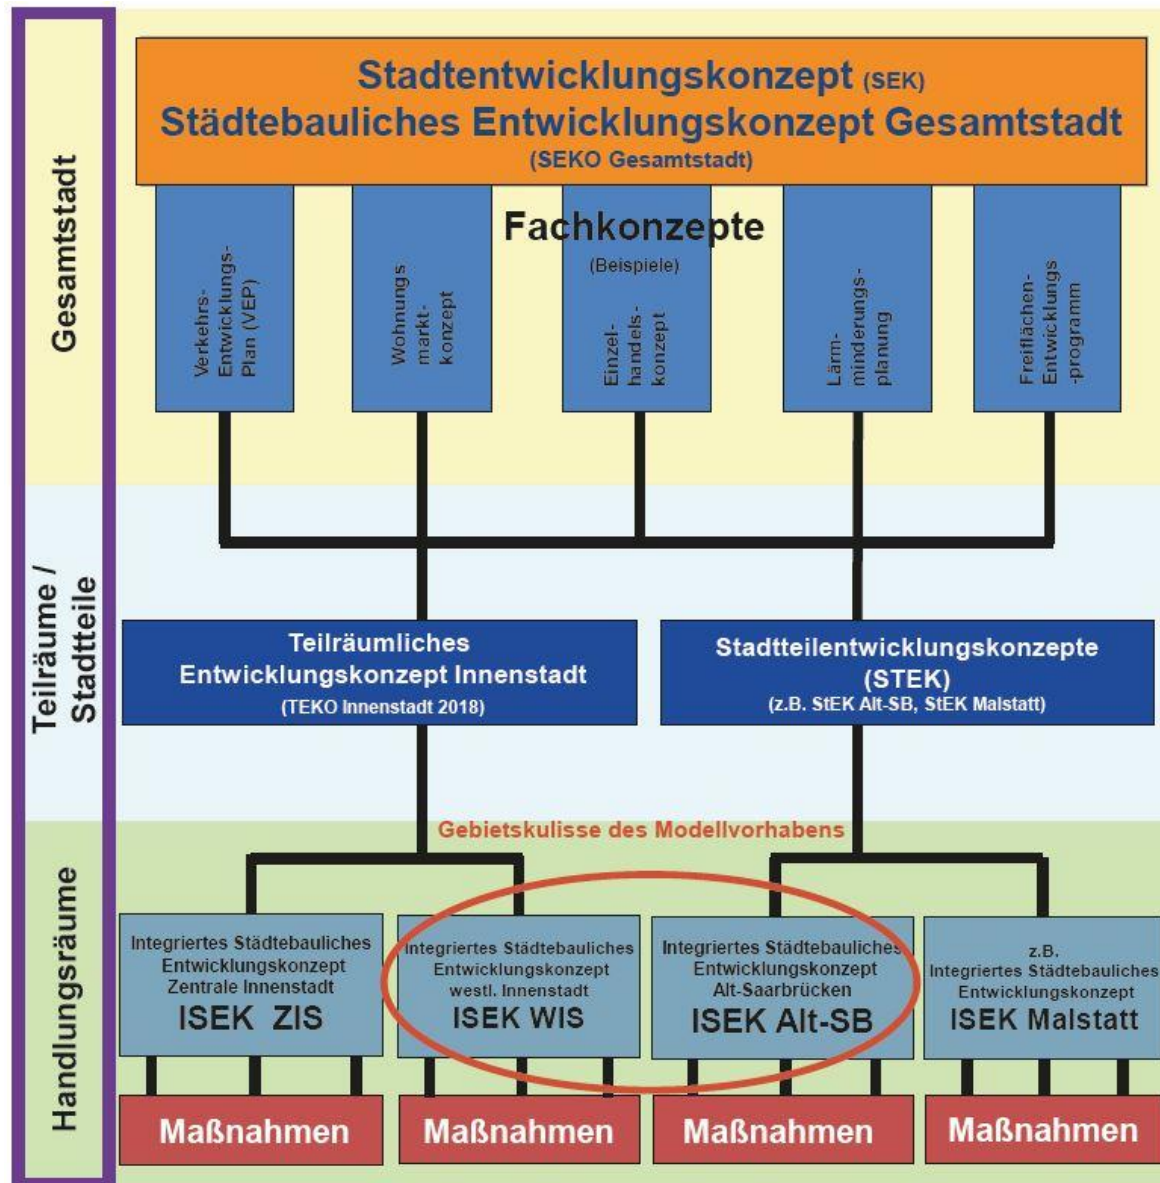 Gesamtstadt
Stadtentwicklungskonzept (SEK)
Städtebauliches Entwicklungskonzept Gesamtstadt
(SEKO Gesamtstadt)
Fachkonzepte
(Beispiele)
Verkehrs-
Entwicklungs-
Plan (VEP)
Wohnungs
markt-
konzept
Einzel-
handels-
konzept
Lärm-
minderungs-
planung
Freiflächen-
Entwicklungs
-programm
Teilräume /
Stadtteile
Teilräumliches
Entwicklungskonzept Innenstadt
(TEKO Innenstadt 2018)
Stadtteilentwicklungskonzepte
(STEK)
(z.B. StEK Alt-SB, StEK Malstatt)
Handlungsräume
Gebietskulisse des Modellvorhabens
Integriertes Städtebauliches
Entwicklungskonzept
Zentrale Innenstadt
ISEK ZIS
Integriertes Städtebauliches
Entwicklungskonzept
westl. Innenstadt
ISEK WIS
Integriertes Städtebauliches
Entwicklungskonzept
Alt-Saarbrücken
ISEK Alt-SB
z.B.
Integriertes Städtebauliches
Entwicklungskonzept
ISEK Malstatt
Maßnahmen
Maßnahmen
Maßnahmen
Maßnahmen